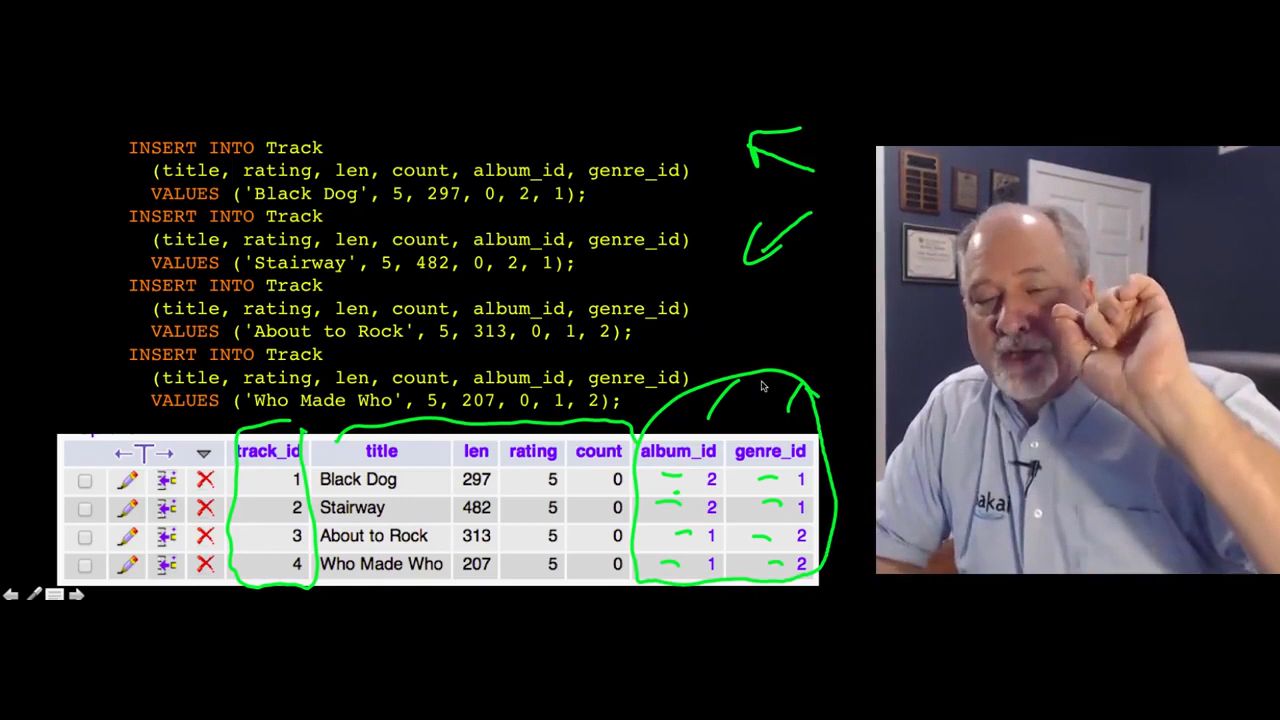 INSERT INTO Track
(title, rating, len, count, album_id, genre_id)
VALUES ('Black Dog', 5, 297, 0, 2, 1);
INSERT INTO Track
(title, rating, len, count, album_id, genre_id)
VALUES ('Stairway', 5, 482, 0, 2, 1);
INSERT INTO Track
(title, rating, len, count, album_id, genre_id)
VALUES ('About to Rock', 5, 313, 0, 1, 2);
INSERT INTO Track
(title, rating, len, count, album_id, genre_id)
VALUES ('Who Made Who', 5, 207, 0, 1, 2);
track_id title len rating count album_id genre_id
1 Black Dog 297 5 0 2 1
2 Stairway 482 5 0 2 1
3 About to Rock 313 5 0 1 2
4 Who Made Who 207 5 0 1 2
akai